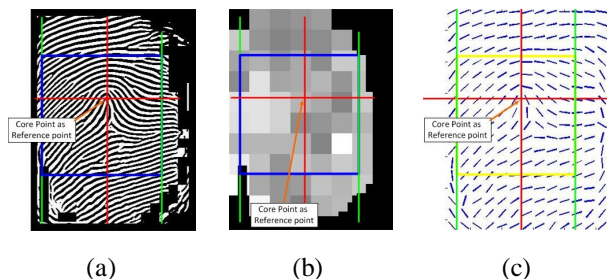 Core Point as
Reference point
Core Point as
Reference point
Core Point as
Reference point
(a)
(b)
(c)